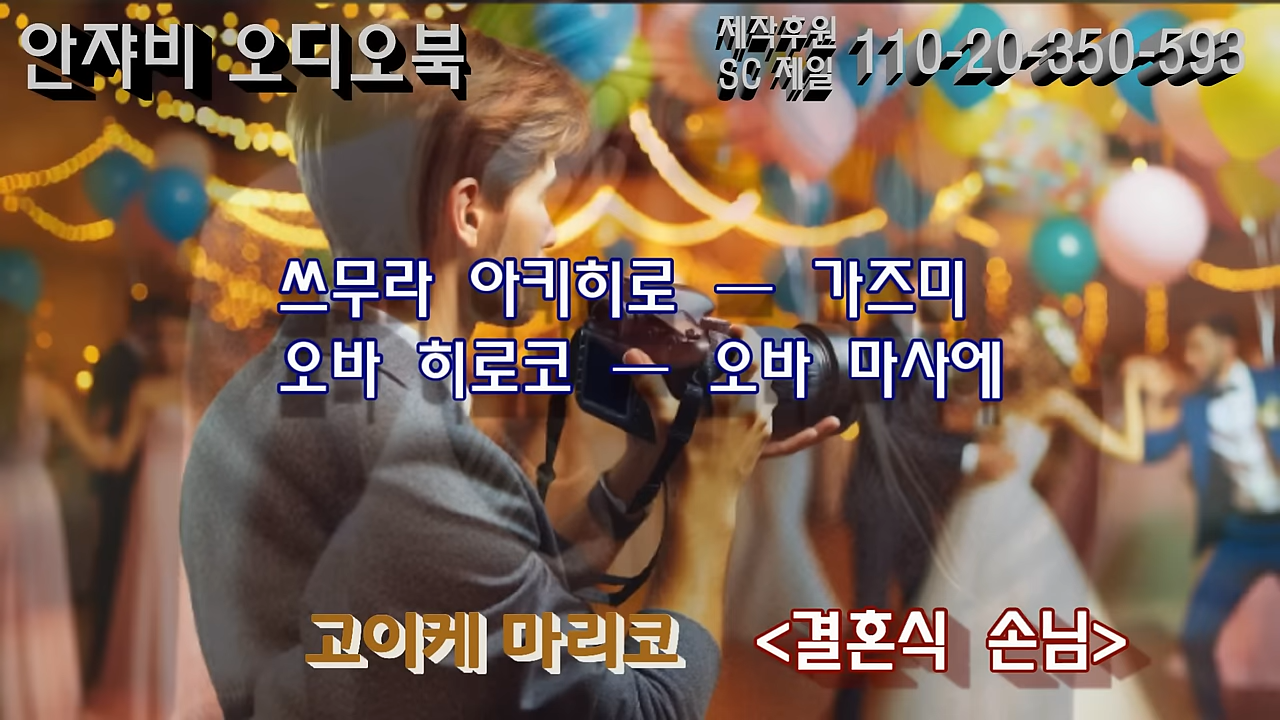 안쟈비 오디오북
제작후원
SC 제일 110-20-350-593
쓰무라 아키히로 — 가즈미
오바 히로코 — 오바 마사에
고이케 마리코 <결혼식 손님>